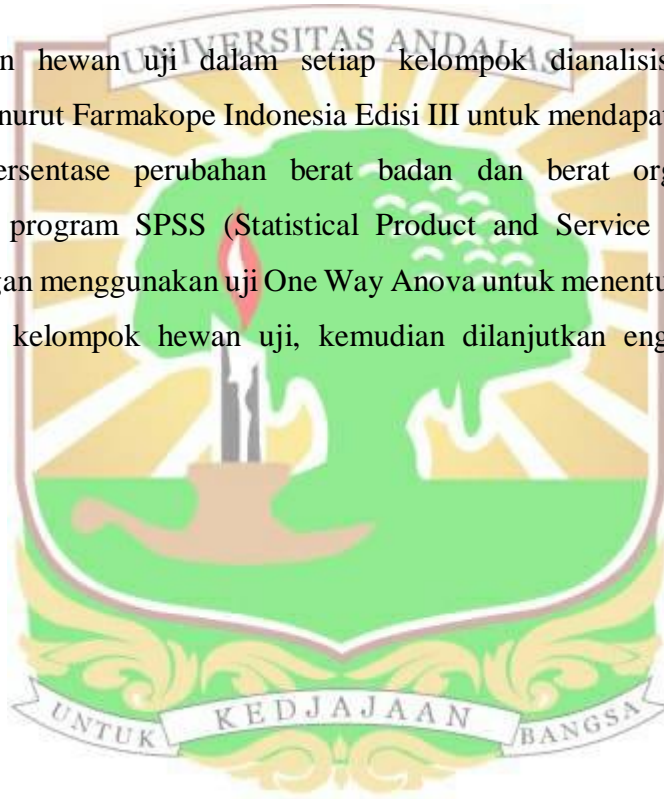 UNIVERSITAS ANDALAS
n hewan uji dalam setiap kelompok dianalisis
nurut Farmakope Indonesia Edisi III untuk mendapat
ersentase perubahan berat badan dan berat org
program SPSS (Statistical Product and Service
gan menggunakan uji One Way Anova untuk menentu
kelompok hewan uji, kemudian dilanjutkan eng
UNTUK KEDJAJAAN BANGSA